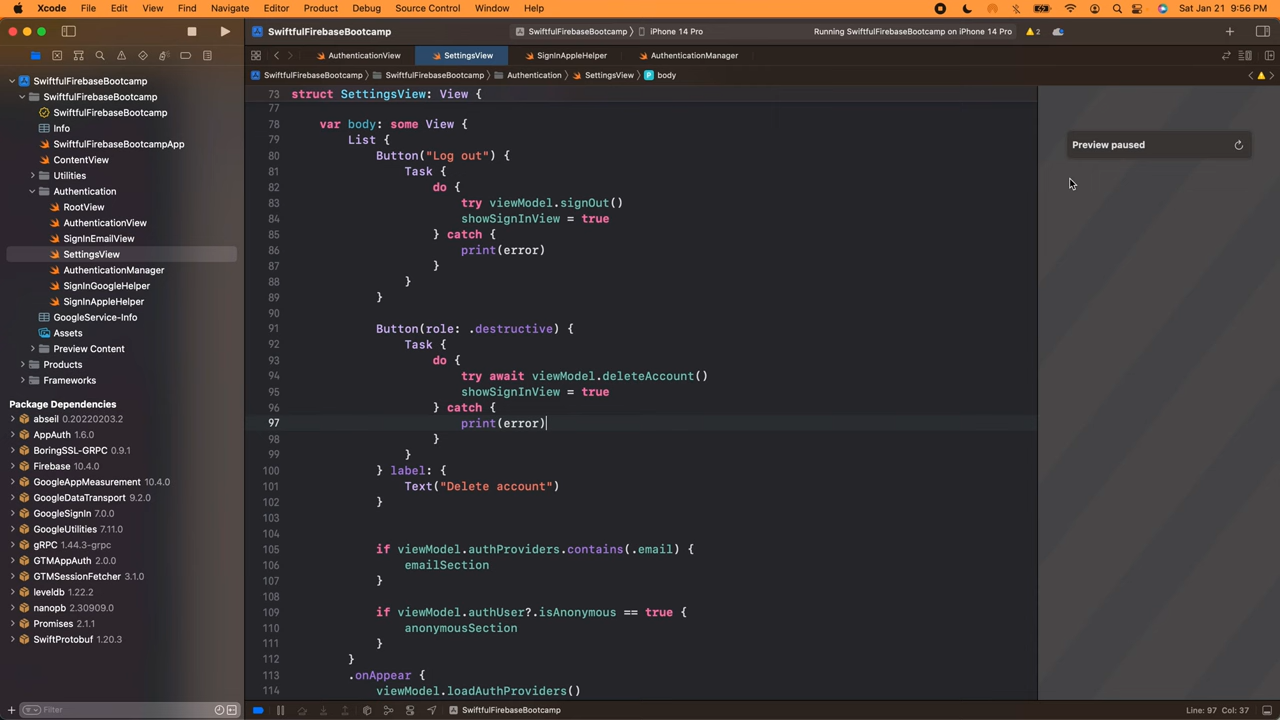 Xcode File Edit View Find Navigate Editor Product Debug Source Control Window Help Sat Jan 21 9:56 PM
SwiftfulFirebaseBootcamp SwiftfulFirebaseBootcamp 〉 iPhone 14 Pro Running SwiftfulFirebaseBootcamp on iPhone 14 Pro 2
AuthenticationView SettingsView SignInAppleHelper AuthenticationManager
SwiftfulFirebaseBootcamp 〉 SwiftfulFirebaseBootcamp 〉 Authentication 〉 SettingsView 〉 P body
SwiftfulFirebaseBootcamp
SwiftfulFirebaseBootcamp
SwiftfulFirebaseBootcamp
Info
SwiftfulFirebaseBootcampApp
ContentView
Utilities
Authentication
RootView
AuthenticationView
SignInEmailView
SettingsView
AuthenticationManager
SignInGoogleHelper
SignInAppleHelper
GoogleService-Info
Assets
Preview Content
Products
Frameworks
Package Dependencies
abseil 0.20220203.2
AppAuth 1.6.0
BoringSSL-GRPC 0.9.1
Firebase 10.4.0
GoogleAppMeasurement 10.4.0
GoogleDataTransport 9.2.0
GoogleSignIn 7.0.0
GoogleUtilities 7.11.0
gRPC 1.44.3-grpc
GTMAppAuth 2.0.0
GTMSessionFetcher 3.1.0
leveldb 1.22.2
nanopb 2.30909.0
Promises 2.1.1
SwiftProtobuf 1.20.3
Filter
73 struct SettingsView: View {
77
78 var body: some View {
79 List {
80 Button("Log out") {
81 Task {
82 do {
83 try viewModel.signOut()
84 showSignInView = true
85 } catch {
86 print(error)
87 }
88 }
89 }
90
91 Button(role: .destructive) {
92 Task {
93 do {
94 try await viewModel.deleteAccount()
95 showSignInView = true
96 } catch {
97 print(error)
98 }
99 }
100 } label: {
101 Text("Delete account")
102 }
103
104
105 if viewModel.authProviders.contains(.email) {
106 emailSection
107 }
108
109 if viewModel.authUser?.isAnonymous == true {
110 anonymousSection
111 }
112 }
113 .onAppear {
114 viewModel.loadAuthProviders()
Preview paused
SwiftfulFirebaseBootcamp Line: 97 Col: 37